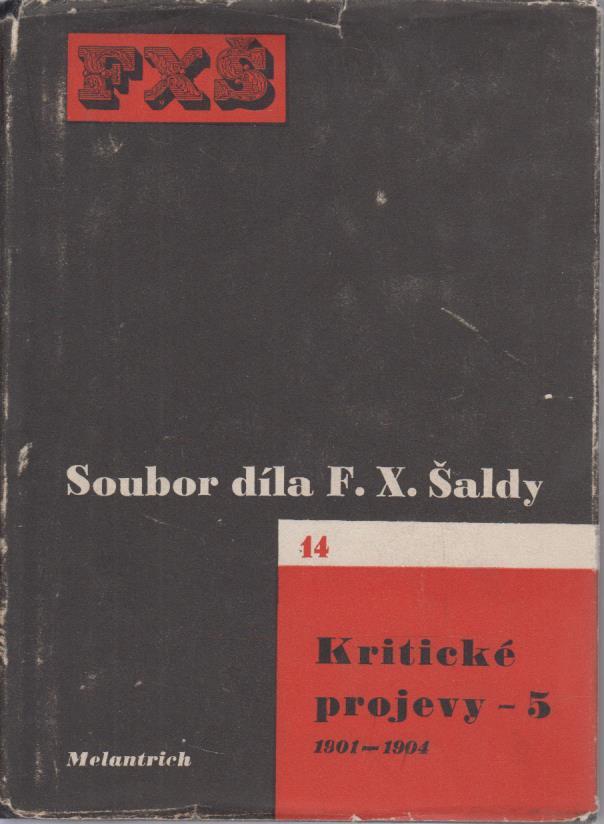 FXŠ
Soubor díla F. X. Šaldy
14
Kritické
projevy – 5
1901–1904
Melantrich